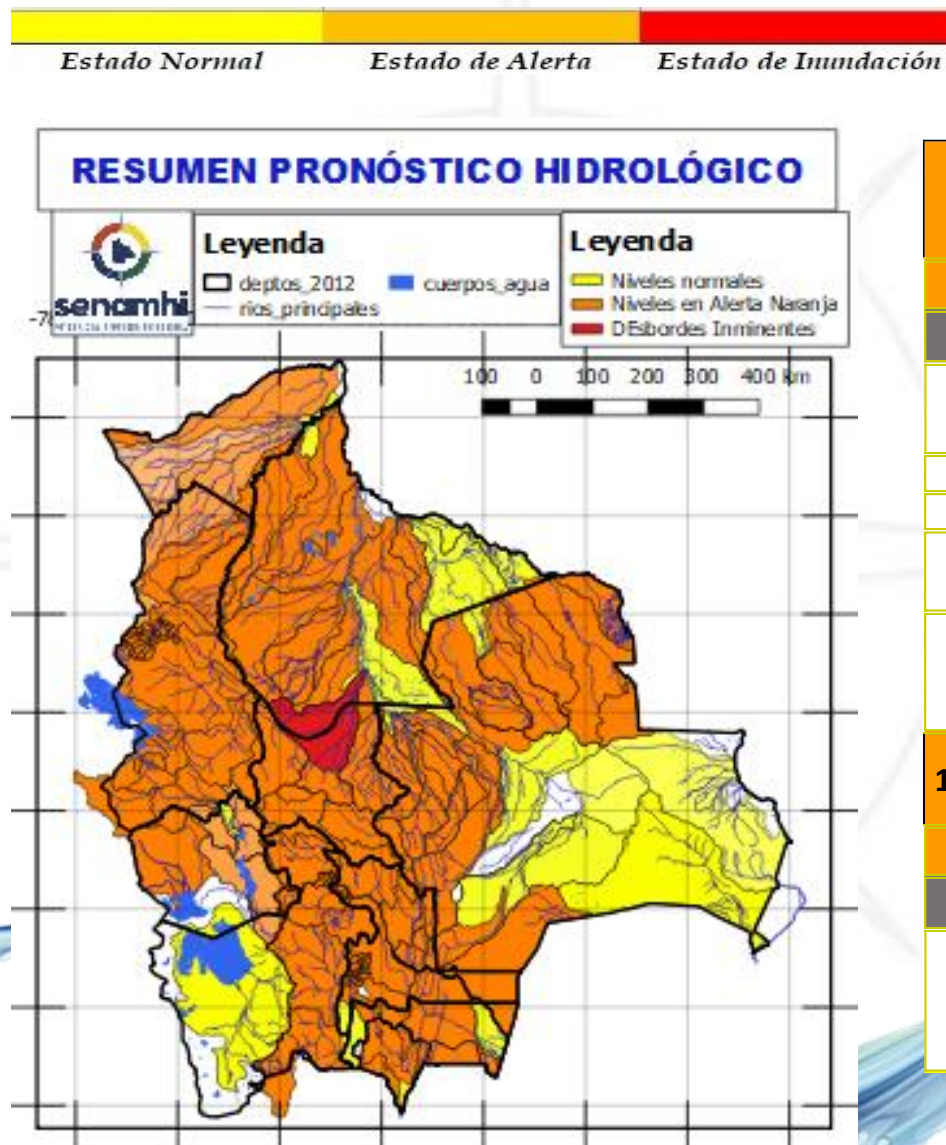 Estado Normal
Estado de Alerta
Estado de Inundación
RESUMEN PRONÓSTICO HIDROLÓGICO
senamhi
Leyenda
deptos_2012
cuerpos_agua
rios_principales
Leyenda
Niveles normales
Niveles en Alerta Naranja
DEsbordes Inminentes
100 0 100 200 300 400 km
1